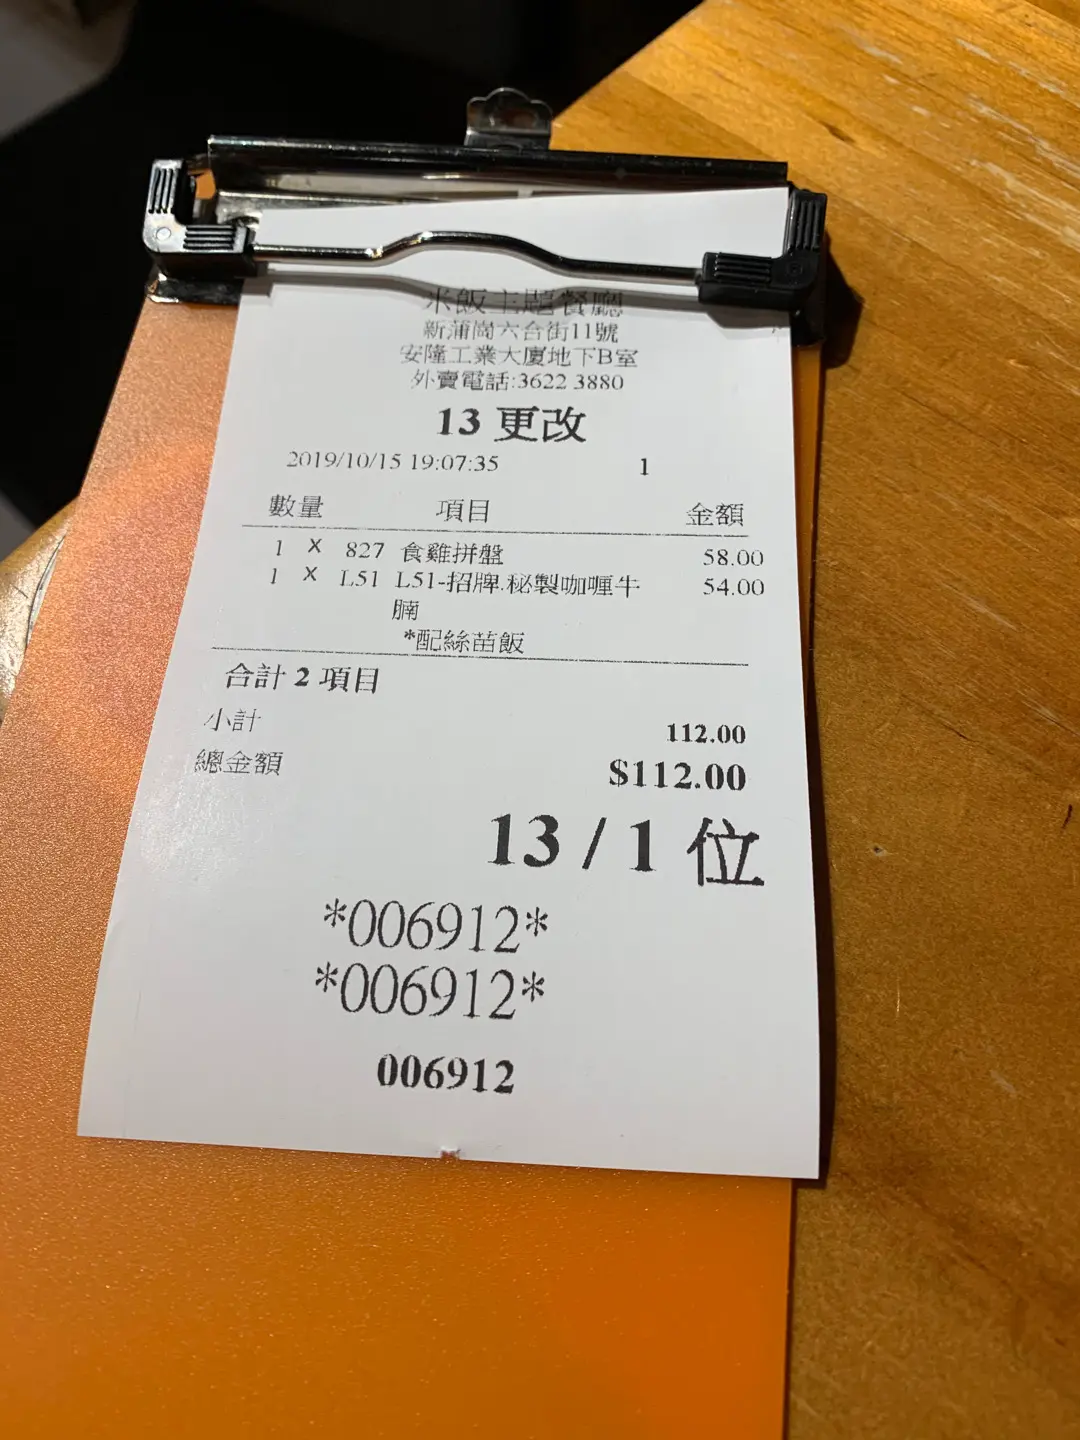 米飯主題餐廳
新蒲崗六合街11號
安隆工業大廈地下B室
外賣電話:3622 3880
13 更改
2019/10/15 19:07:35 1
數量 項目 金額
1 X 827 食雞拼盤 58.00
1 X L51 L51-招牌.秘製咖喱牛 54.00
腩
*配絲苗飯
合計 2 項目
小計 112.00
總金額 $112.00
13 / 1 位
*006912*
*006912*
006912